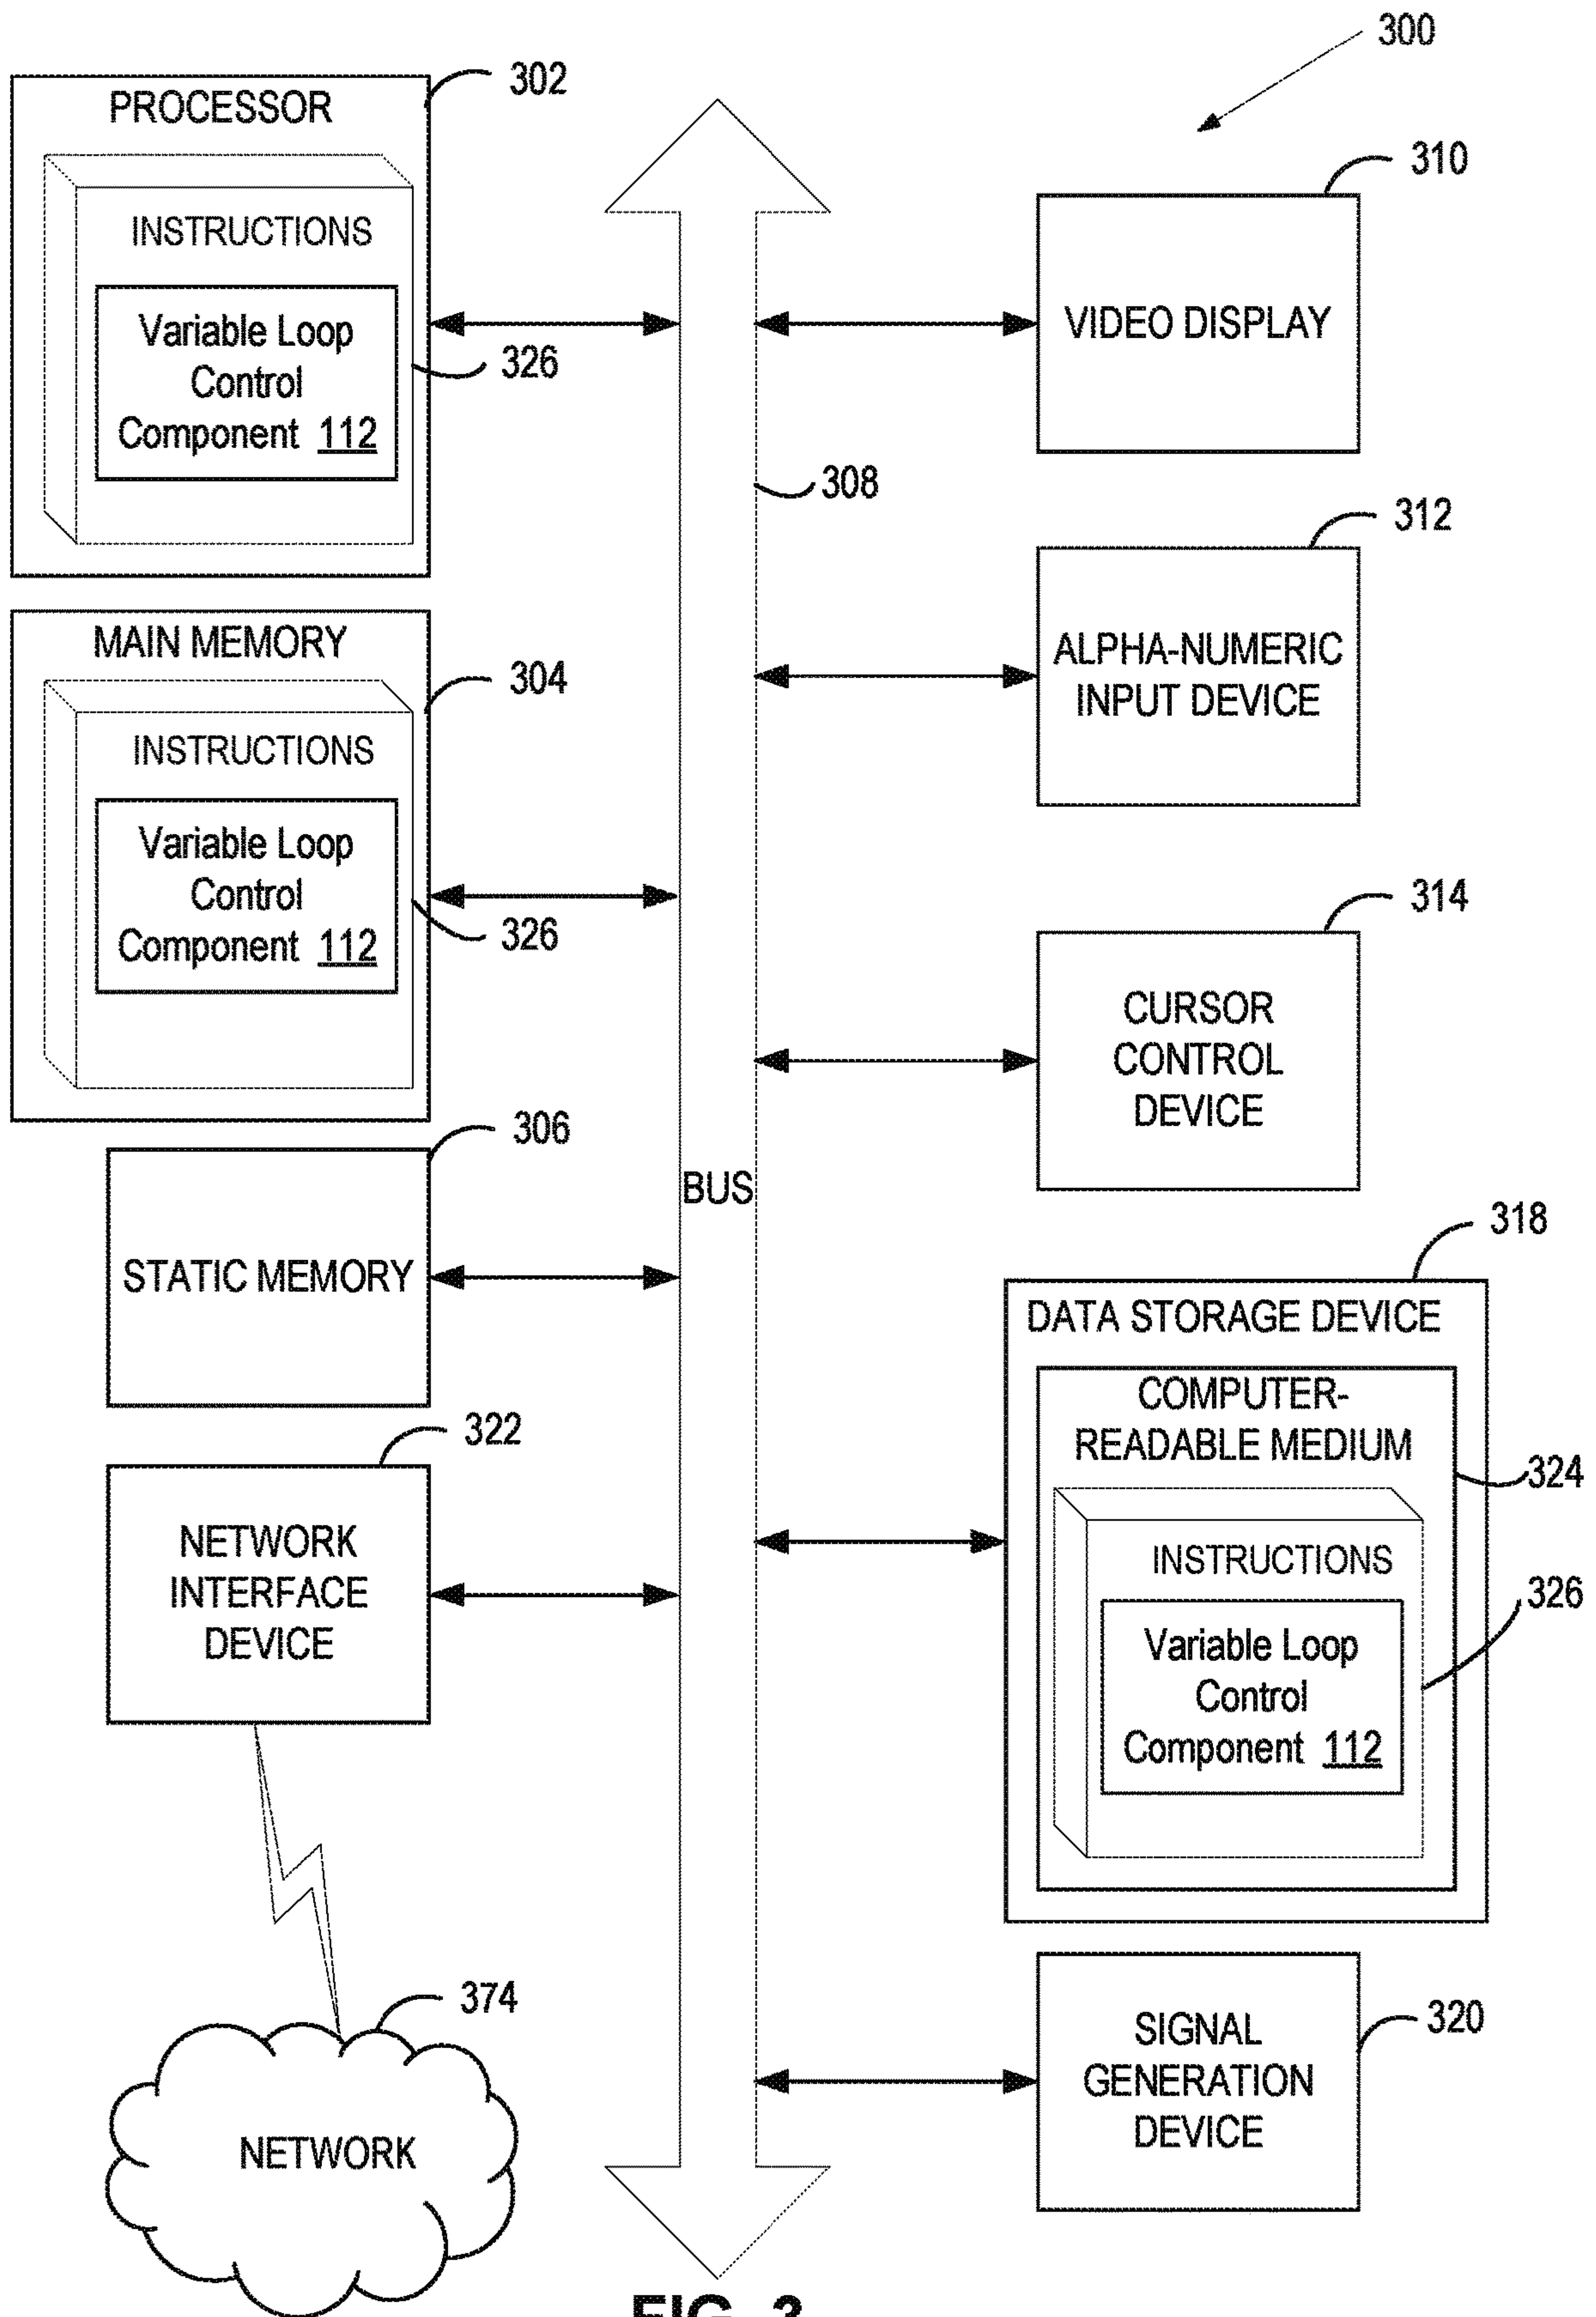 300
302
PROCESSOR
INSTRUCTIONS
Variable Loop
Control
Component 112
326
MAIN MEMORY
304
INSTRUCTIONS
Variable Loop
Control
Component 112
326
306
STATIC MEMORY
322
NETWORK
INTERFACE
DEVICE
374
NETWORK
308
BUS
310
VIDEO DISPLAY
312
ALPHA-NUMERIC
INPUT DEVICE
314
CURSOR
CONTROL
DEVICE
318
DATA STORAGE DEVICE
COMPUTER-
READABLE MEDIUM
324
INSTRUCTIONS
326
Variable Loop
Control
Component 112
320
SIGNAL
GENERATION
DEVICE
FIG. 3